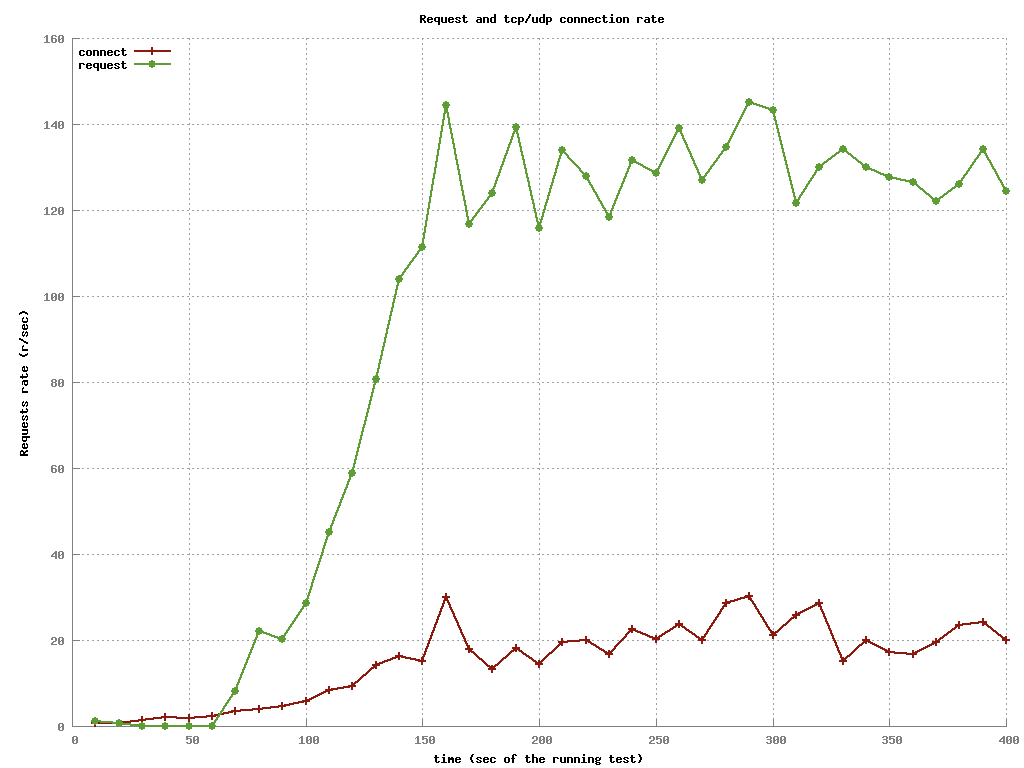 Request and tcp/udp connection rate
160
connect
request
140
120
100
80
60
40
20
0
Requests rate (r/sec)
0 50 100 150 200 250 300 350 400
time (sec of the running test)